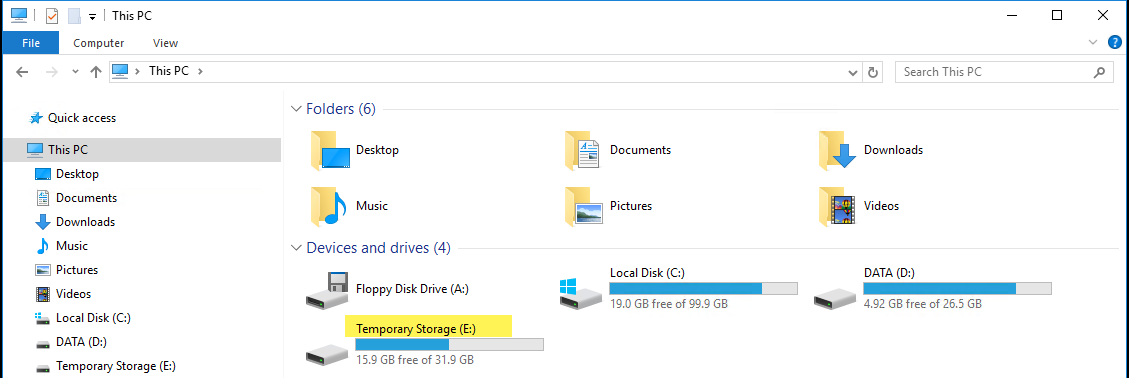 This PC
File Computer View
This PC
Search This PC
Quick access
This PC
Desktop
Documents
Downloads
Music
Pictures
Videos
Local Disk (C:)
DATA (D:)
Temporary Storage (E:)
Folders (6)
Desktop
Documents
Downloads
Music
Pictures
Videos
Devices and drives (4)
Floppy Disk Drive (A:)
Local Disk (C:)
19.0 GB free of 99.9 GB
DATA (D:)
4.92 GB free of 26.5 GB
Temporary Storage (E:)
15.9 GB free of 31.9 GB